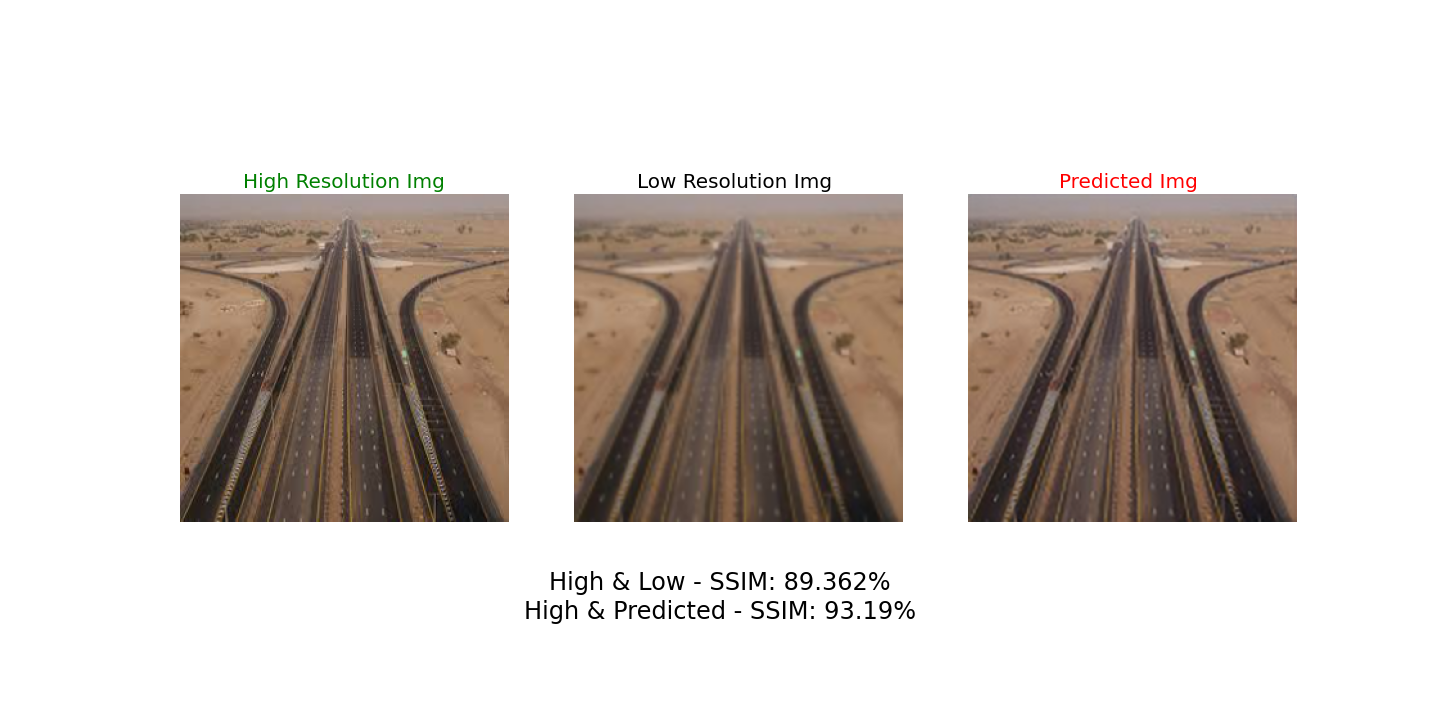 High Resolution Img
Low Resolution Img
Predicted Img
High & Low - SSIM: 89.362%
High & Predicted - SSIM: 93.19%